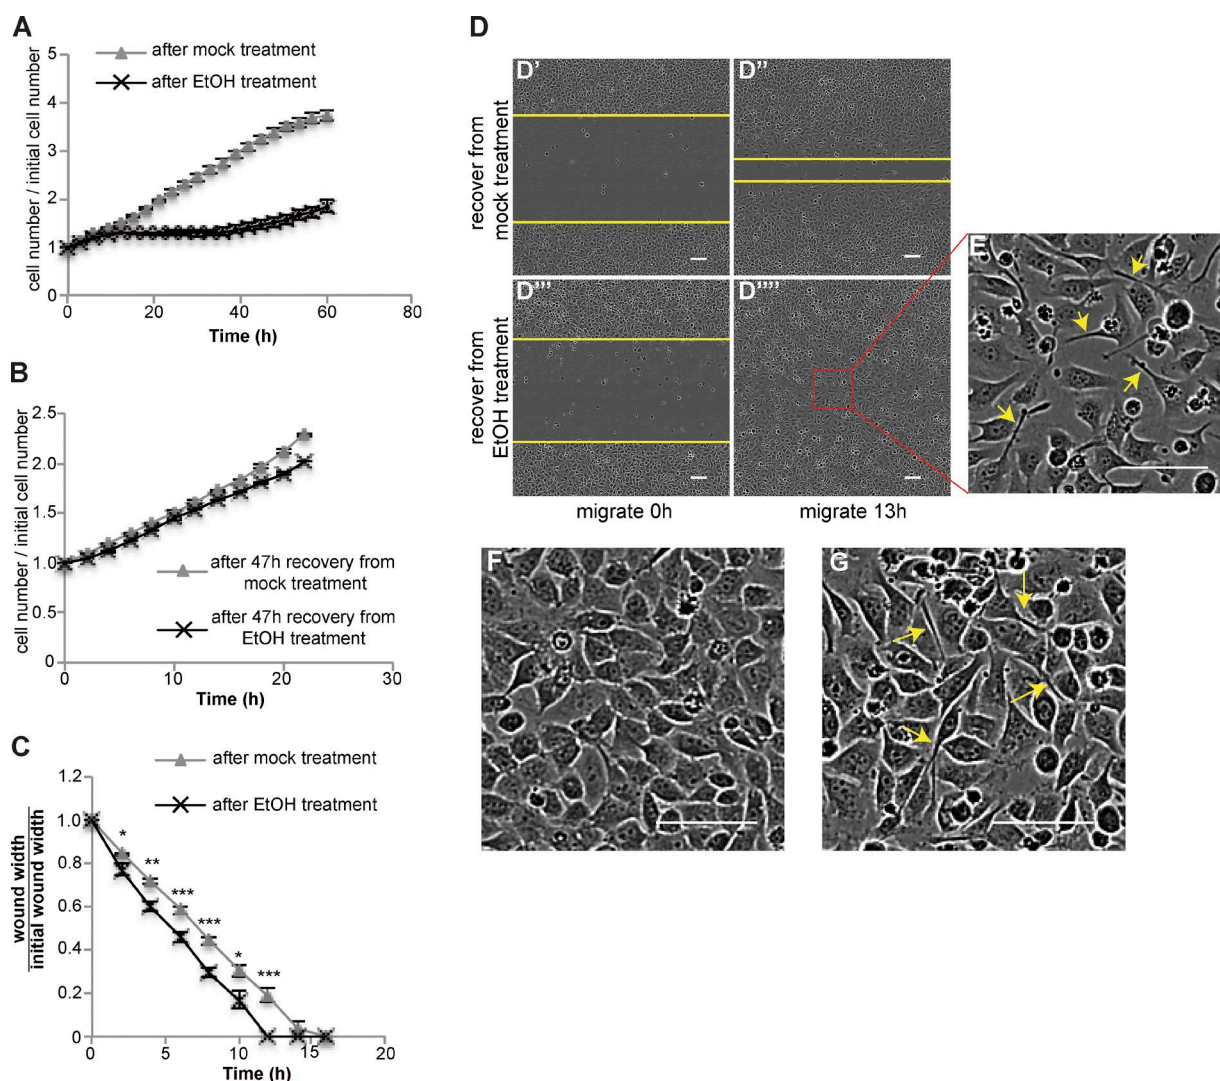 A
after mock treatment
after EtOH treatment
5
4
3
2
1
0
cell number / initial cell number
0 20 40 60 80
Time (h)
B
2.5
2.0
1.5
1.0
0.5
0
cell number / initial cell number
after 47h recovery from
mock treatment
after 47h recovery from
EtOH treatment
0 10 20 30
Time (h)
C
after mock treatment
after EtOH treatment
1.2
1.0
0.8
0.6
0.4
0.2
0
wound width
initial wound width
* ** *** *** * ***
0 5 10 15 20
Time (h)
D
D' D''
recover from
mock treatment
D''' D''''
recover from
EtOH treatment
migrate 0h migrate 13h
E
F
G